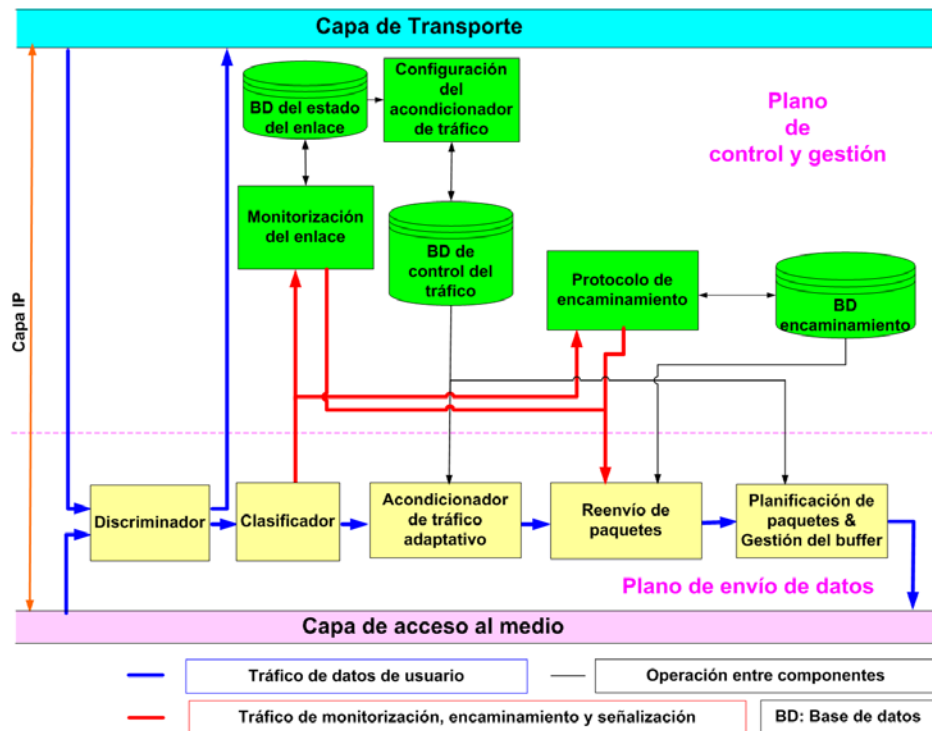 Capa de Transporte
Configuración
del
acondicionador
de tráfico
BD del estado
del enlace
Plano
de
control y gestión
Monitorización
del enlace
BD de
control del
tráfico
Protocolo de
encaminamiento
BD
encaminamiento
Capa IP
Discriminador
Clasificador
Acondicionador
de tráfico
adaptativo
Reenvío de
paquetes
Planificación de
paquetes &
Gestión del buffer
Plano de envío de datos
Capa de acceso al medio
Tráfico de datos de usuario
Operación entre componentes
Tráfico de monitorización, encaminamiento y señalización
BD: Base de datos